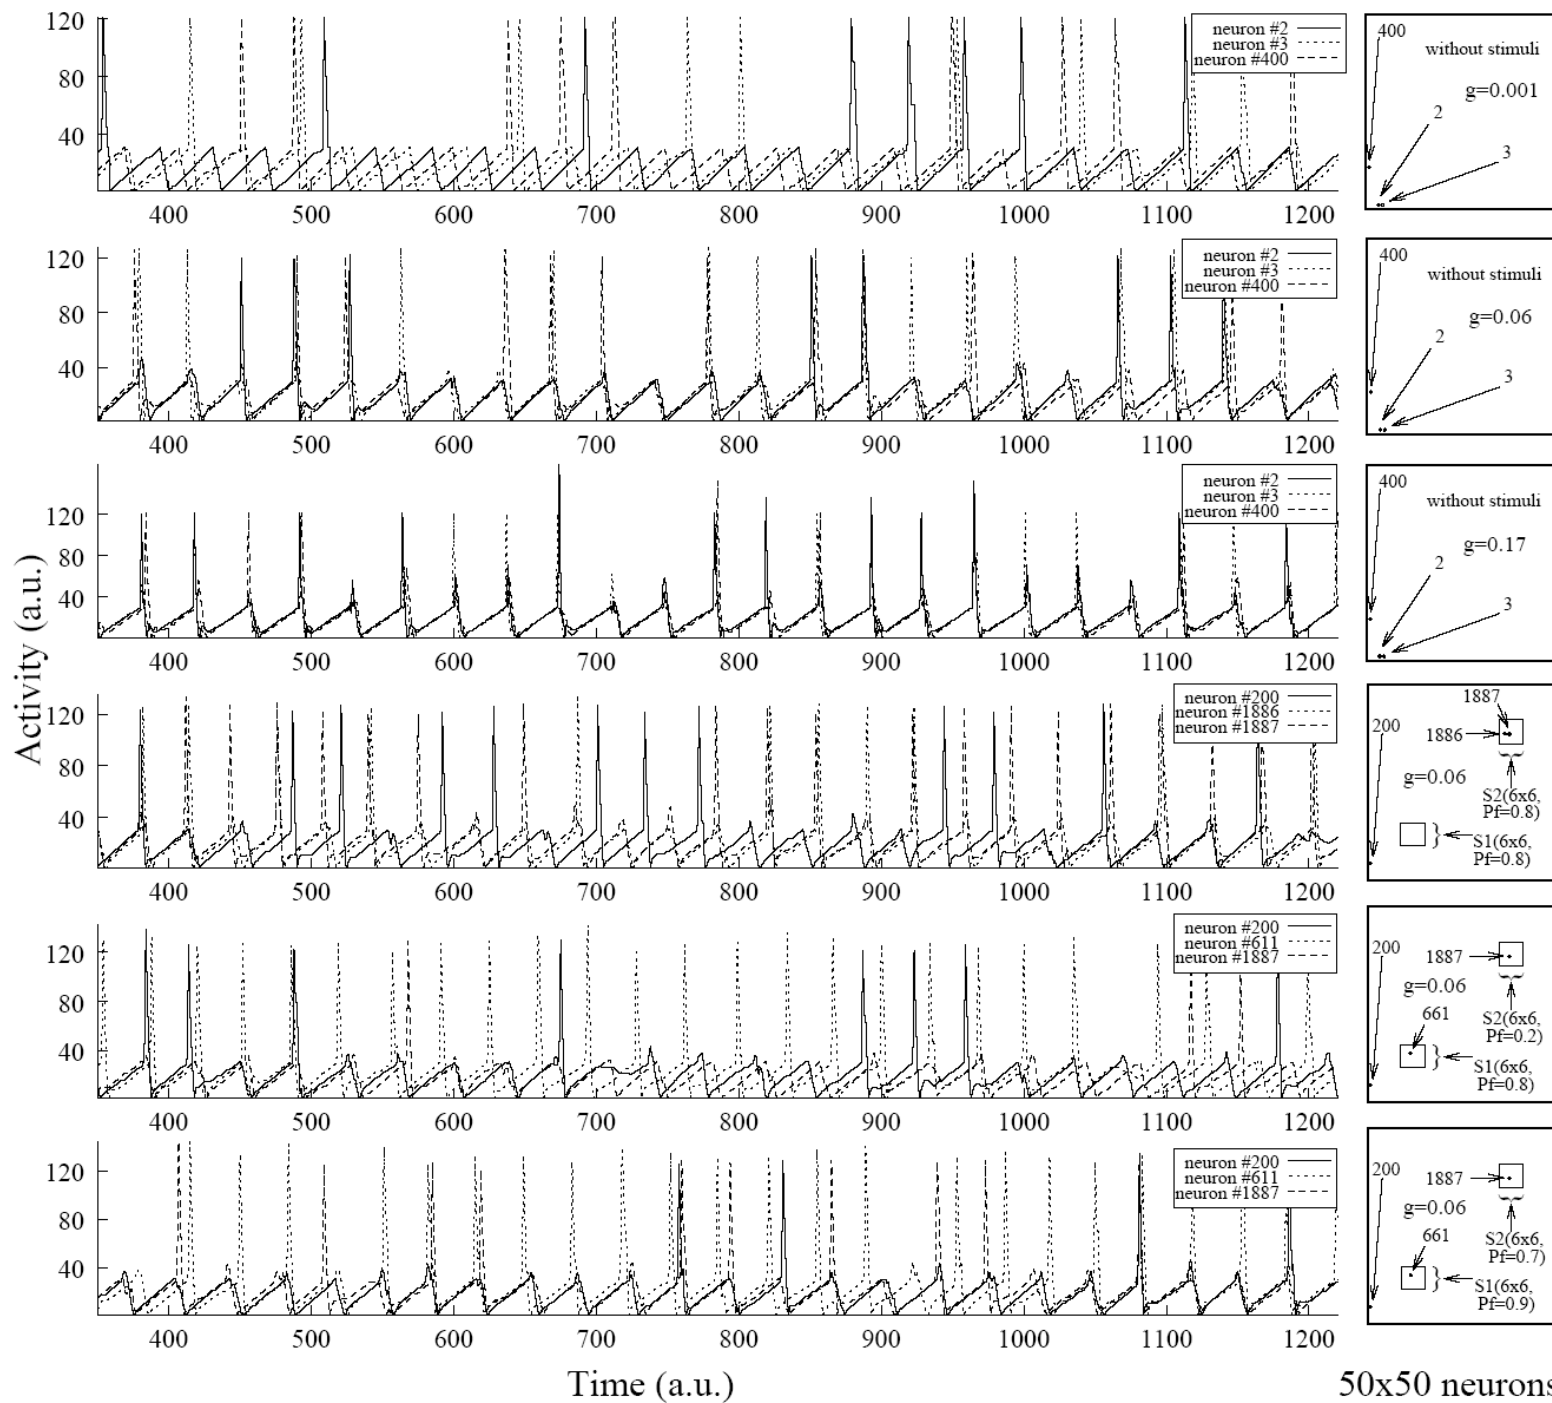 Activity (a.u.)
120
80
40
neuron #2
neuron #3
neuron #400
400 500 600 700 800 900 1000 1100 1200
400
without stimuli
g=0.001
2
3
120
80
40
neuron #2
neuron #3
neuron #400
400 500 600 700 800 900 1000 1100 1200
400
without stimuli
g=0.06
2
3
120
80
40
neuron #2
neuron #3
neuron #400
400 500 600 700 800 900 1000 1100 1200
400
without stimuli
g=0.17
2
3
120
80
40
neuron #200
neuron #1886
neuron #1887
400 500 600 700 800 900 1000 1100 1200
1887
200
1886
g=0.06
S2(6x6,
Pf=0.8)
S1(6x6,
Pf=0.8)
120
80
40
neuron #200
neuron #611
neuron #1887
400 500 600 700 800 900 1000 1100 1200
200
1887
g=0.06
661
S2(6x6,
Pf=0.2)
S1(6x6,
Pf=0.8)
120
80
40
neuron #200
neuron #611
neuron #1887
400 500 600 700 800 900 1000 1100 1200
200
1887
g=0.06
661
S2(6x6,
Pf=0.7)
S1(6x6,
Pf=0.9)
Time (a.u.)
50x50 neurons